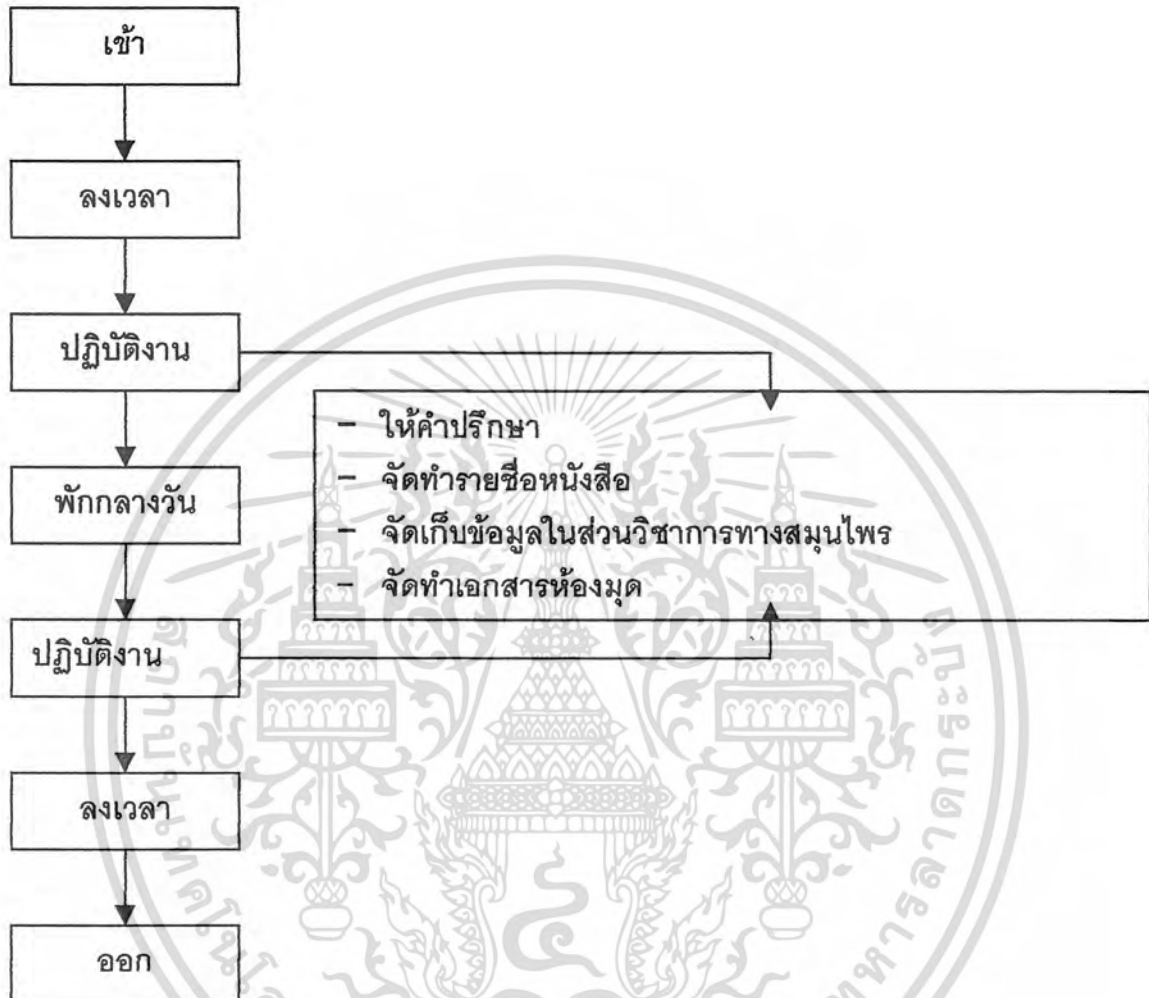 เข้า
ลงเวลา
ปฏิบัติงาน
พักกลางวัน
ปฏิบัติงาน
ลงเวลา
ออก
– ให้คำปรึกษา
– จัดทำรายชื่อหนังสือ
– จัดเก็บข้อมูลในส่วนวิชาการทางสมุนไพร
– จัดทำเอกสารห้องมุด